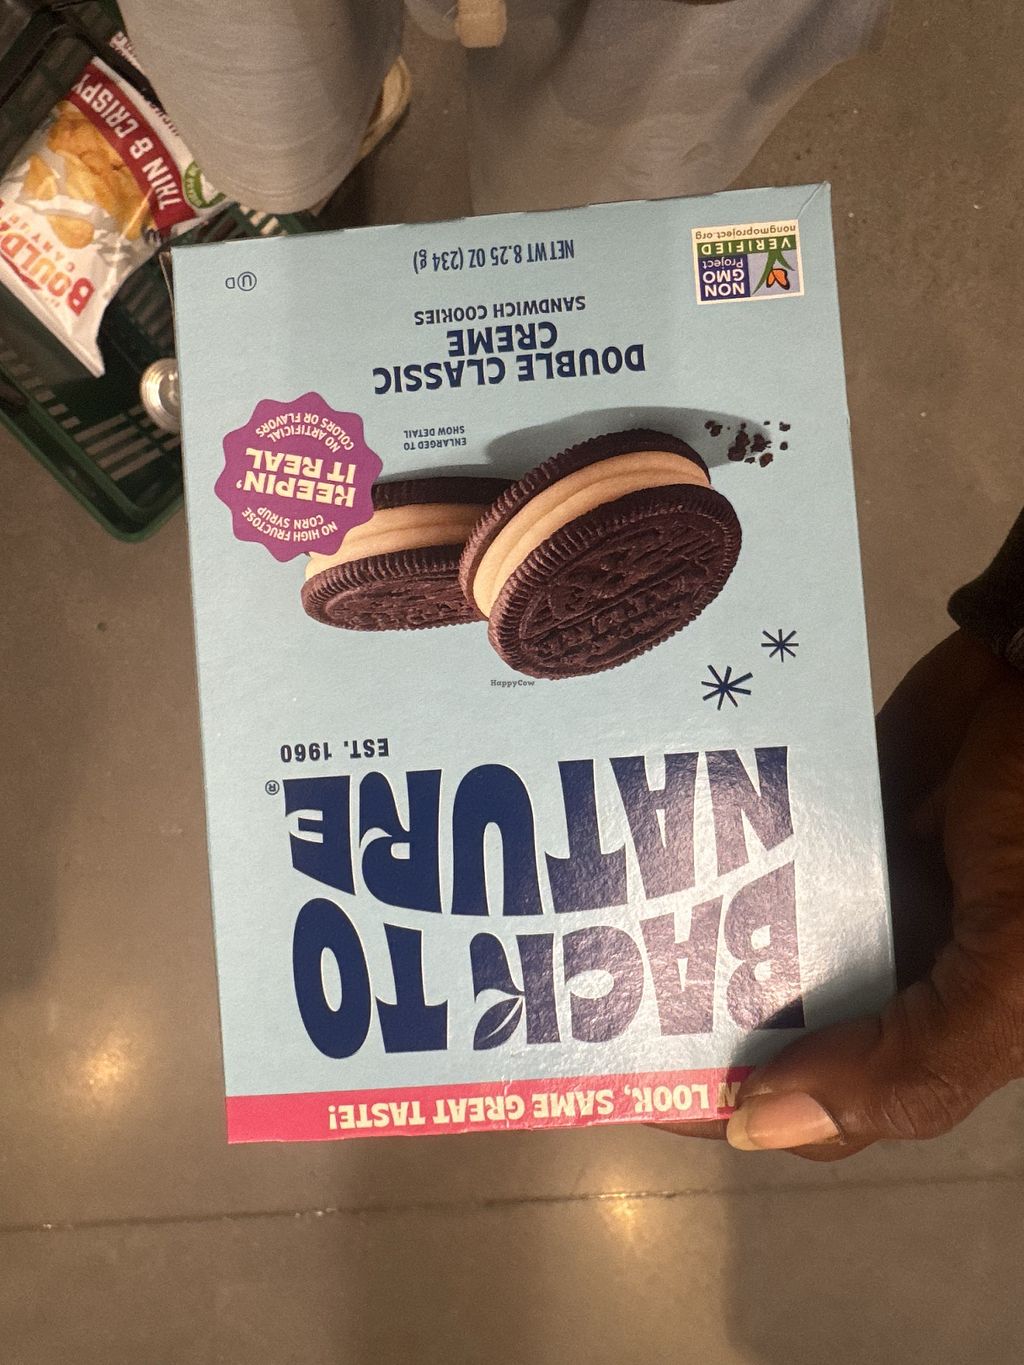 NEW LOOK, SAME GREAT TASTE!
BACK TO
NATURE®
EST. 1960
HappyCow
KEEPIN'
IT REAL
NO HIGH FRUCTOSE
CORN SYRUP
NO ARTIFICIAL
COLORS OR FLAVORS
ENLARGED TO
SHOW DETAIL
DOUBLE CLASSIC
CREME
SANDWICH COOKIES
NET WT 8.25 OZ (234 g)
NON
GMO
Project
VERIFIED
nongmoproject.org
U D
THIN & CRISPY